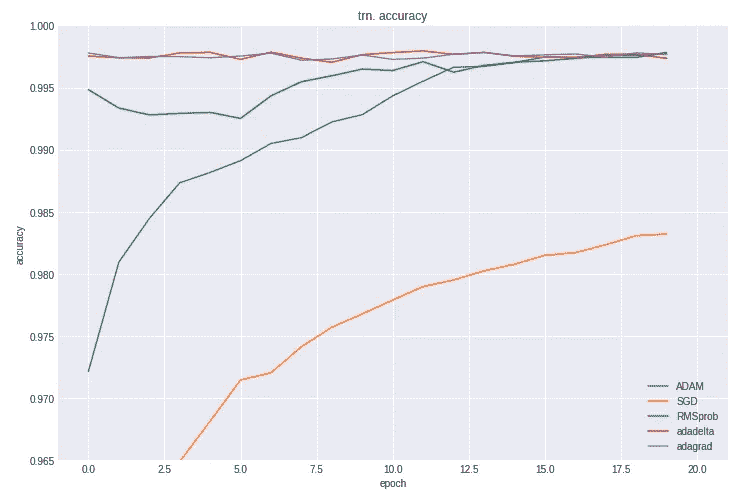 trn. accuracy
1.000
0.995
0.990
0.985
0.980
0.975
0.970
0.965
accuracy
0.0
2.5
5.0
7.5
10.0
12.5
15.0
17.5
20.0
epoch
ADAM
SGD
RMSprob
adadelta
adagrad